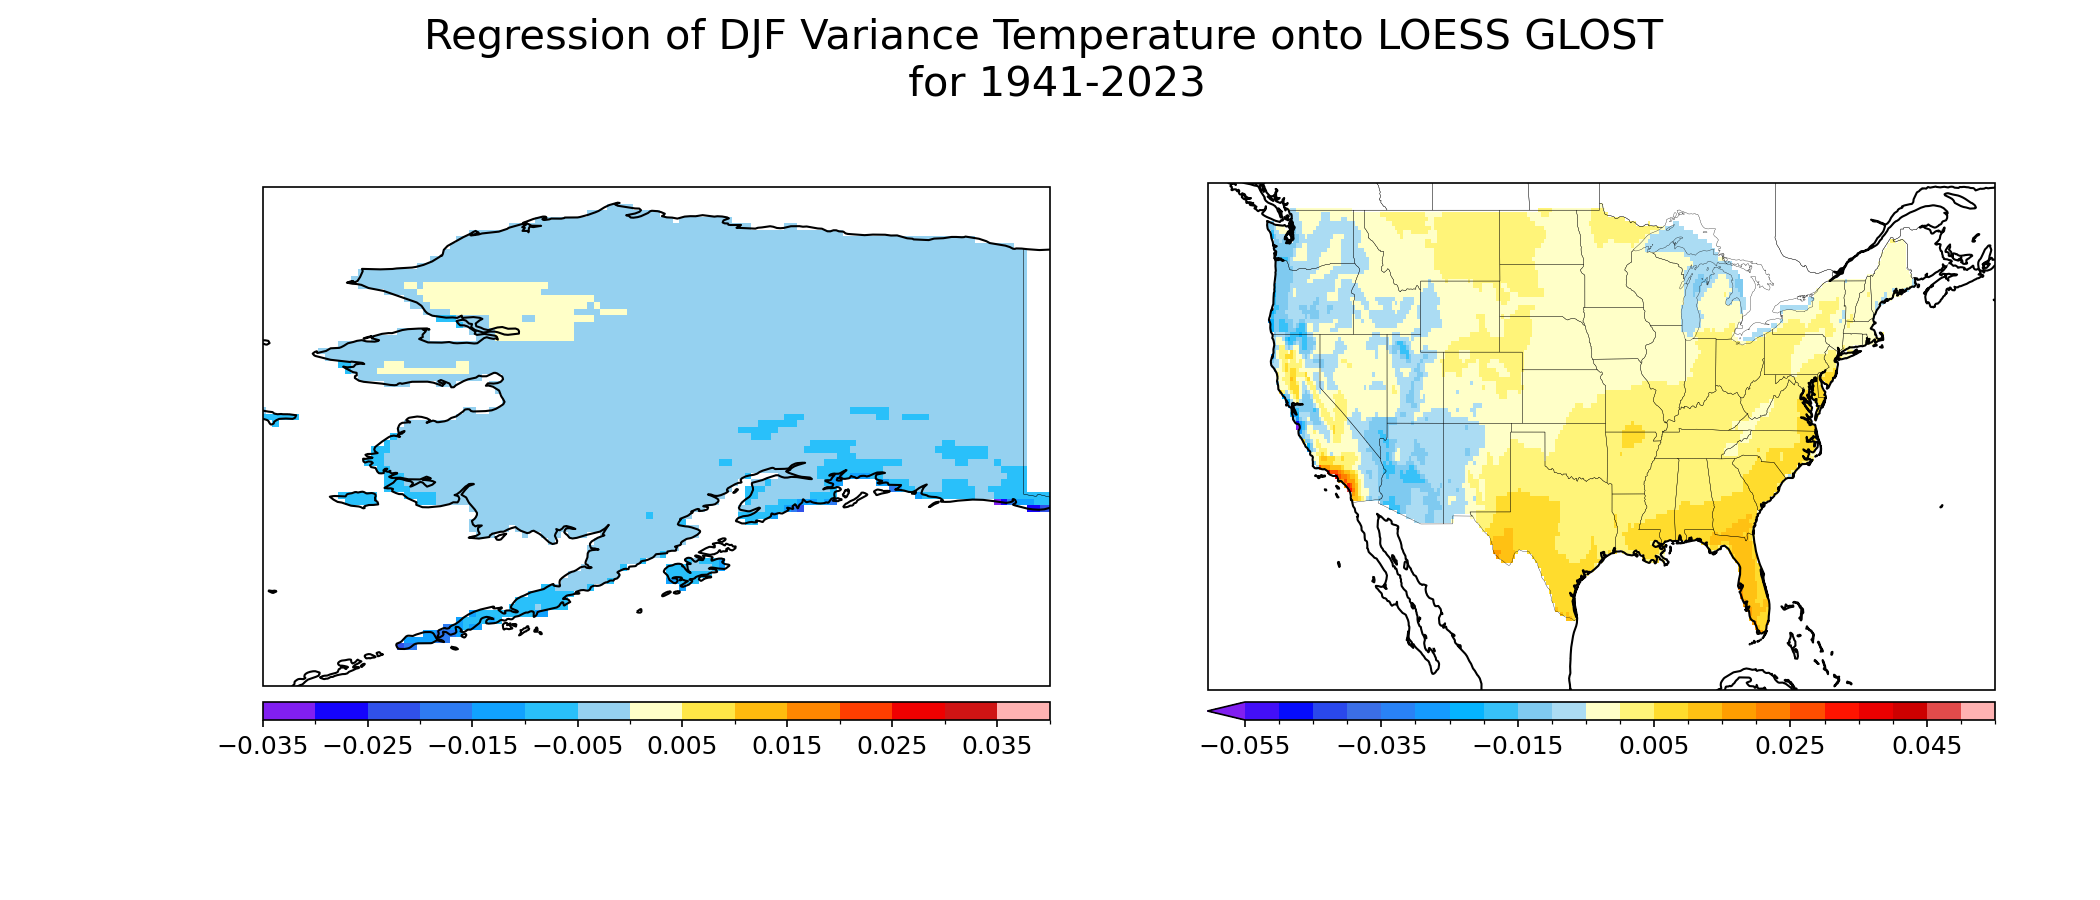 Regression of DJF Variance Temperature onto LOESS GLOST
for 1941-2023
−0.035 −0.025 −0.015 −0.005 0.005 0.015 0.025 0.035
−0.055 −0.035 −0.015 0.005 0.025 0.045